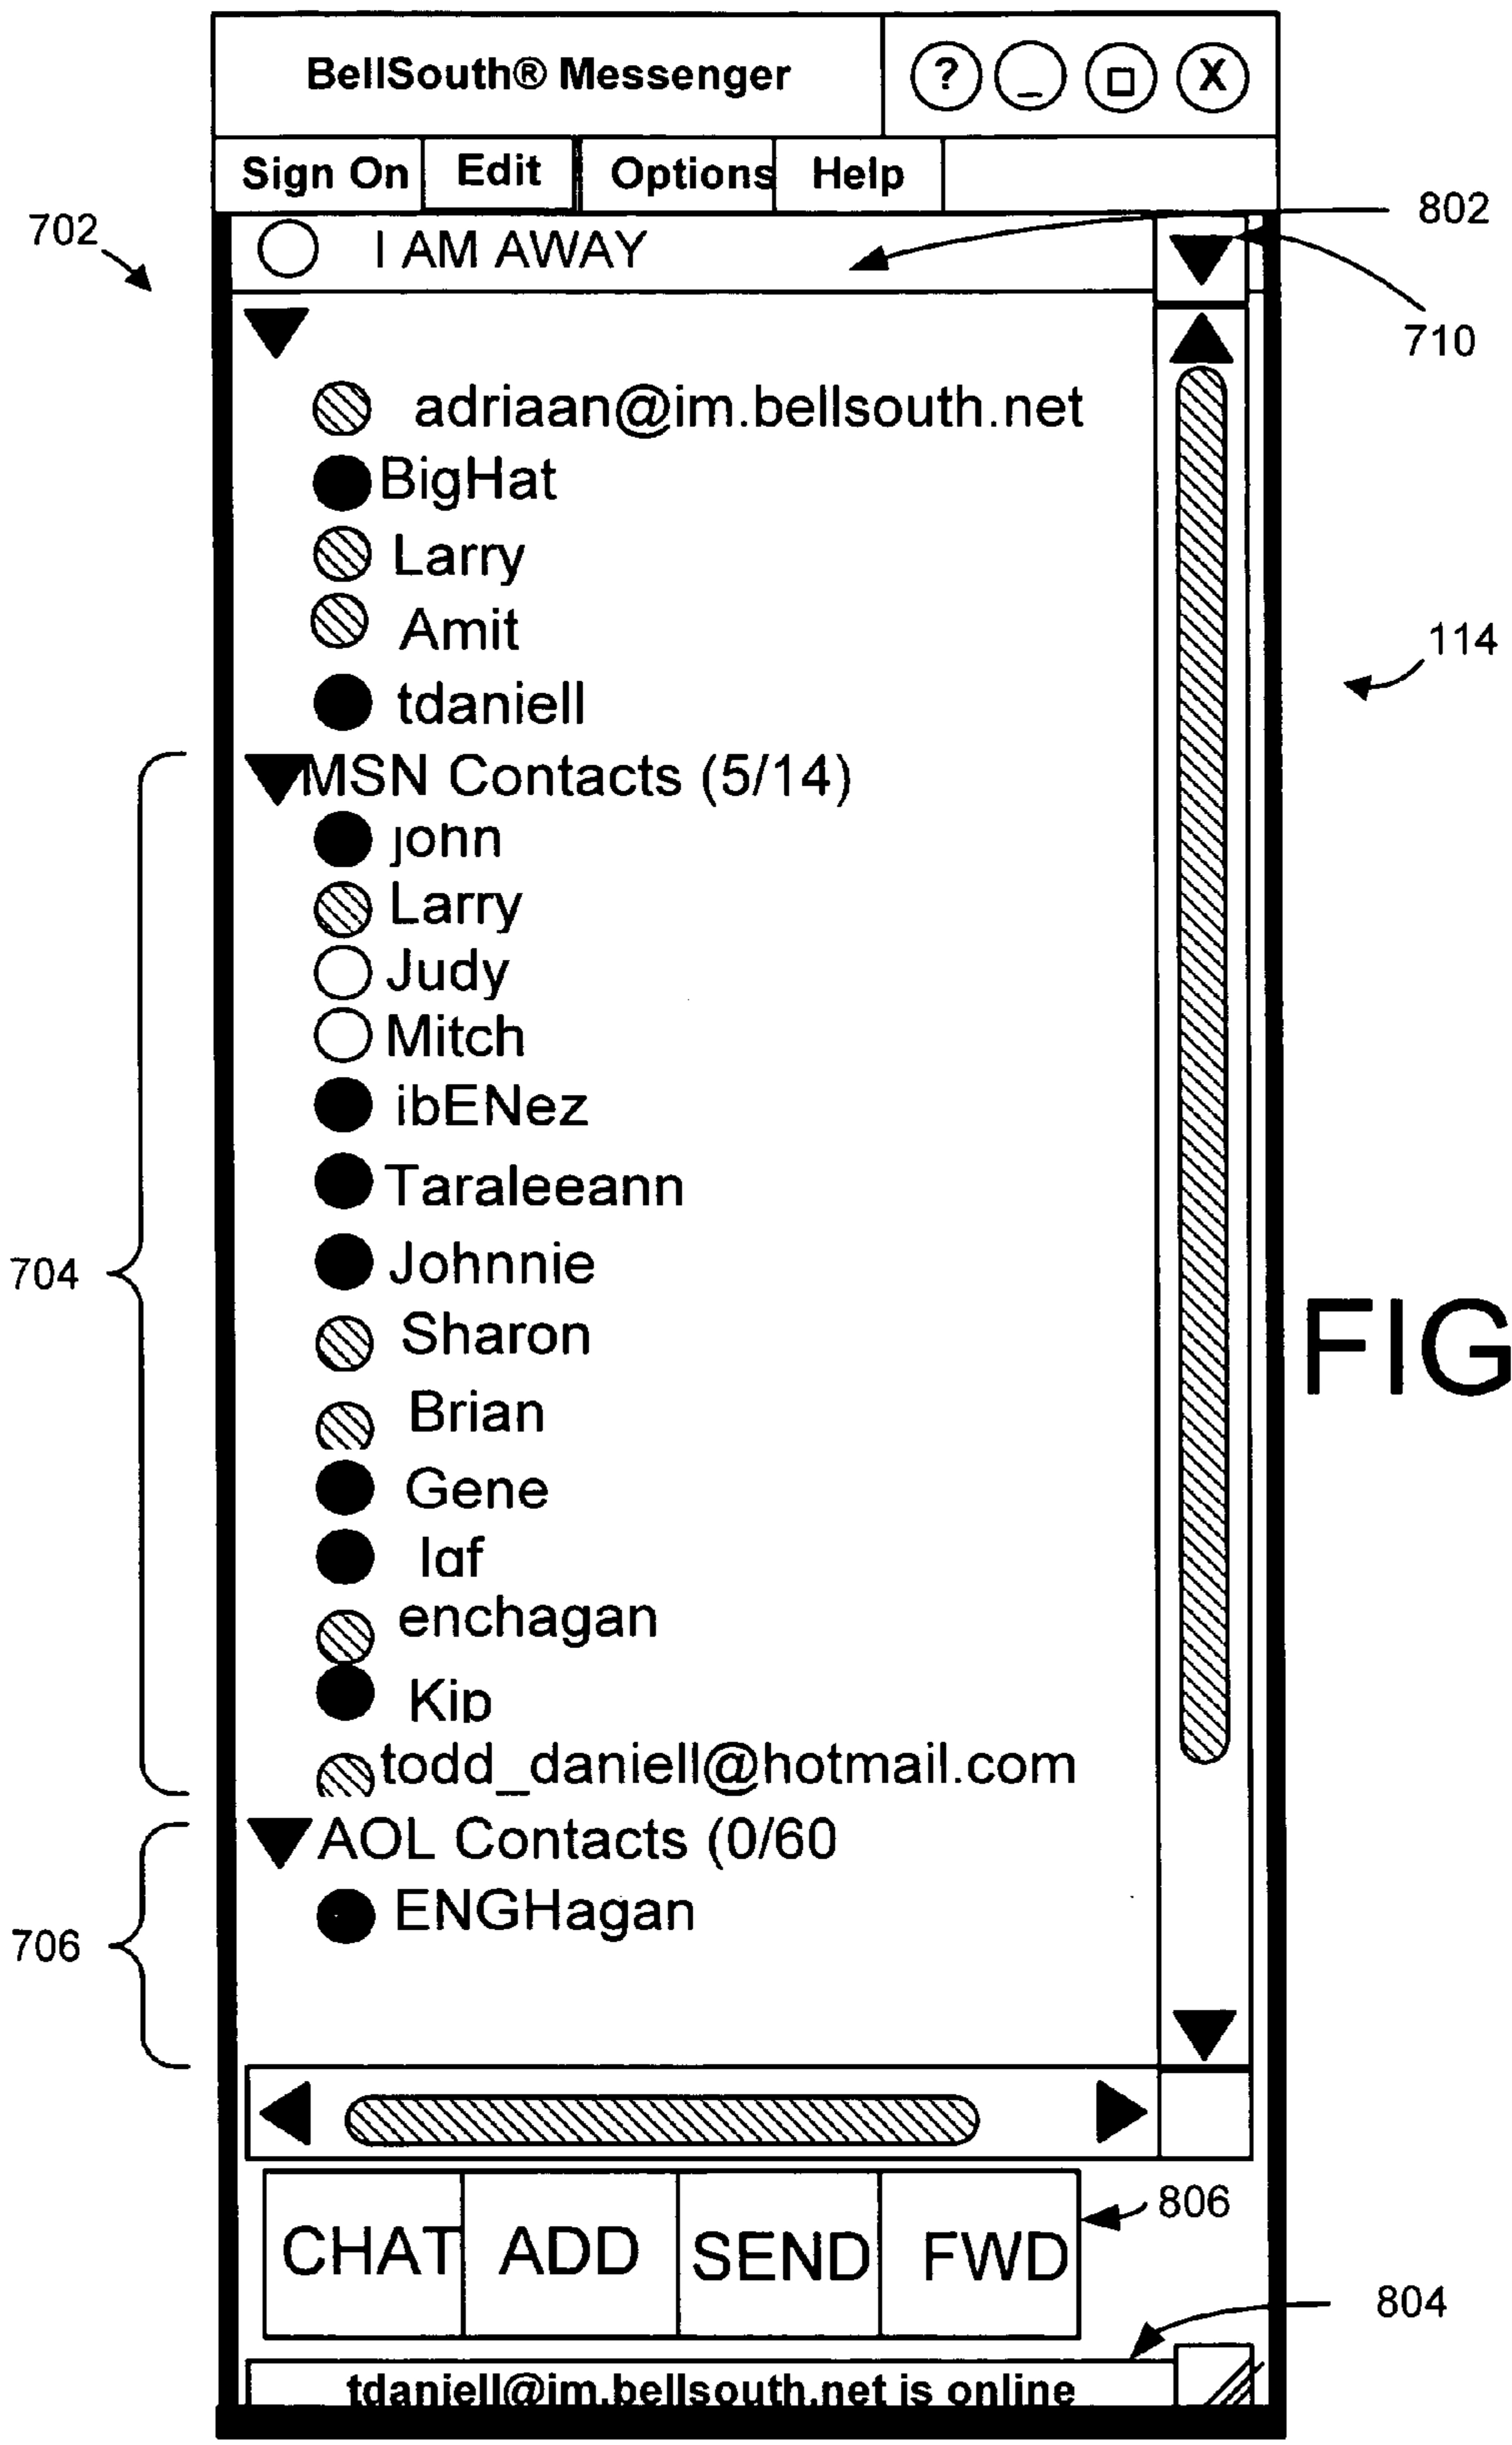 BellSouth® Messenger ? _ X
Sign On Edit Options Help
802
702
I AM AWAY
710
adriaan@im.bellsouth.net
BigHat
Larry
Amit
114
tdaniell
MSN Contacts (5/14)
john
Larry
Judy
Mitch
ibENez
Taraleeann
704
Johnnie
FIG
Sharon
Brian
Gene
enchagan
Kip
todd_daniell@hotmail.com
AOL Contacts (0/60
ENGHagan
706
806
CHAT ADD SEND FWD
804
tdaniell@im.bellsouth.net is online